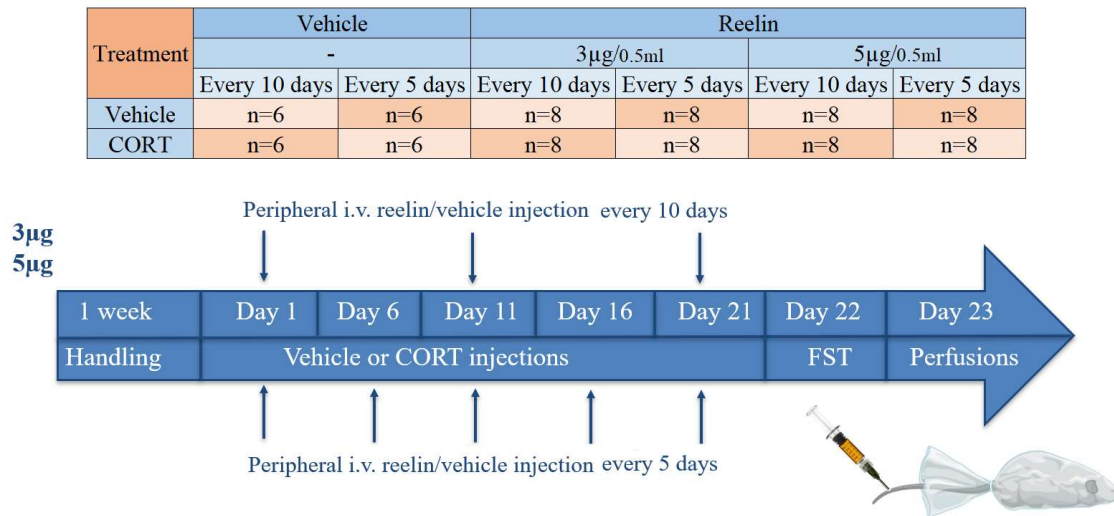 Treatment Vehicle Reelin
- 3µg/0.5ml 5µg/0.5ml
Every 10 days Every 5 days Every 10 days Every 5 days Every 10 days Every 5 days
Vehicle n=6 n=6 n=8 n=8 n=8 n=8
CORT n=6 n=6 n=8 n=8 n=8 n=8
Peripheral i.v. reelin/vehicle injection every 10 days
3µg
5µg
1 week Day 1 Day 6 Day 11 Day 16 Day 21 Day 22 Day 23
Handling Vehicle or CORT injections FST Perfusions
Peripheral i.v. reelin/vehicle injection every 5 days